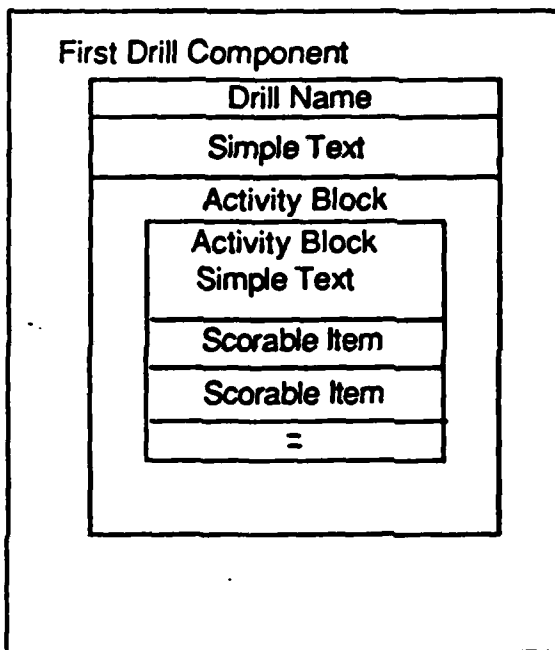 First Drill Component
Drill Name
Simple Text
Activity Block
Activity Block
Simple Text
Scorable Item
Scorable Item
=